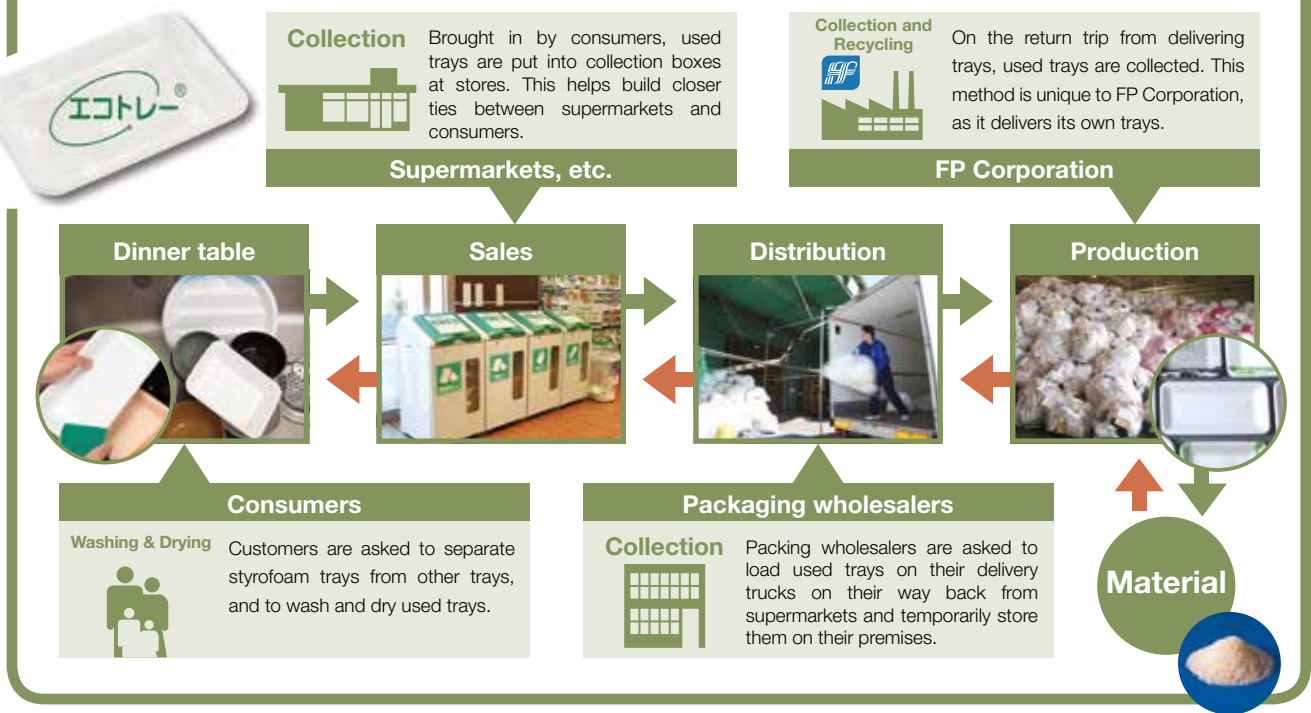 エコトレー®
Collection
Brought in by consumers, used
trays are put into collection boxes
at stores. This helps build closer
ties between supermarkets and
consumers.
Supermarkets, etc.
Collection and
Recycling
On the return trip from delivering
trays, used trays are collected. This
method is unique to FP Corporation,
as it delivers its own trays.
FP Corporation
Dinner table
Sales
Distribution
Production
Consumers
Washing & Drying
Customers are asked to separate
styrofoam trays from other trays,
and to wash and dry used trays.
Packaging wholesalers
Collection
Packing wholesalers are asked to
load used trays on their delivery
trucks on their way back from
supermarkets and temporarily store
them on their premises.
Material